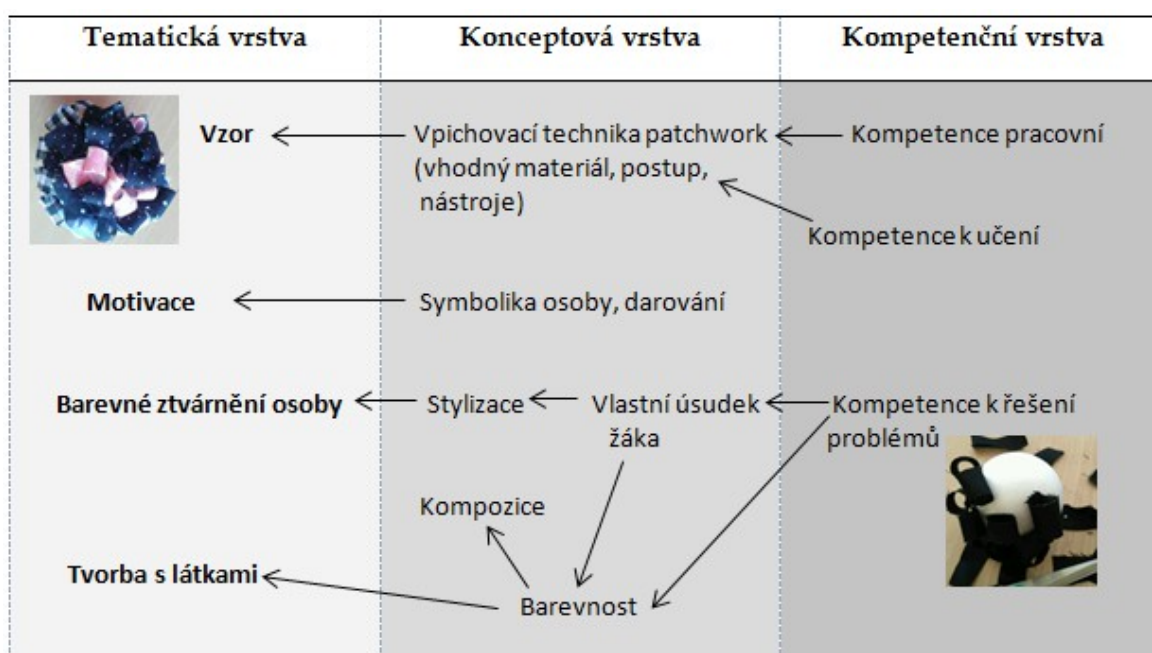 Tematická vrstva
Konceptová vrstva
Kompetenční vrstva
Vzor
Vpichovací technika patchwork
(vhodný materiál, postup,
nástroje)
Kompetence pracovní
Kompetence k učení
Motivace
Symbolika osoby, darování
Barevné ztvárnění osoby
Stylizace
Vlastní úsudek
žáka
Kompetence k řešení
problémů
Kompozice
Tvorba s látkami
Barevnost